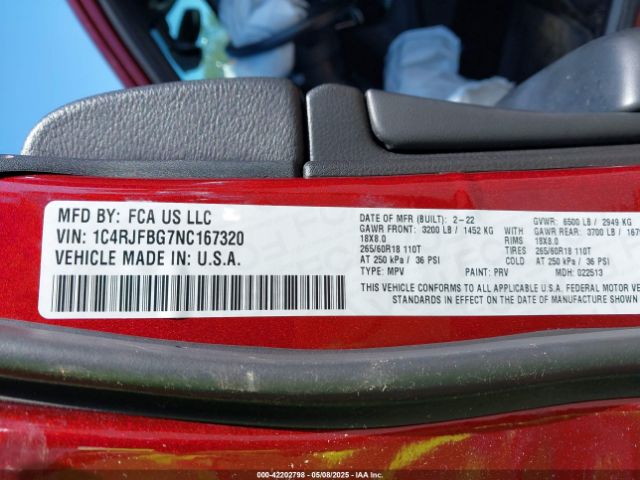 MFD BY: FCA US LLC
VIN: 1C4RJFBG7NC167320
VEHICLE MADE IN: U.S.A.
DATE OF MFR (BUILT): 2-22
GAWR FRONT: 3200 LB / 1452 KG
18X8.0
265/60R18 110T
AT 250 kPa / 36 PSI
TYPE: MPV PAINT: PRV MDH: 022513
GVWR: 6500 LB / 2949 KG
WITH GAWR REAR: 3700 LB /
RIMS 18X8.0
TIRES 265/60R18 110T
COLD AT 250 kPa / 36 PSI
THIS VEHICLE CONFORMS TO ALL APPLICABLE U.S.A. FEDERAL MOTOR
STANDARDS IN EFFECT ON THE DATE OF MANUFACTURE SHOWN
000-42202798 - 05/08/2025 - IAAI.COM